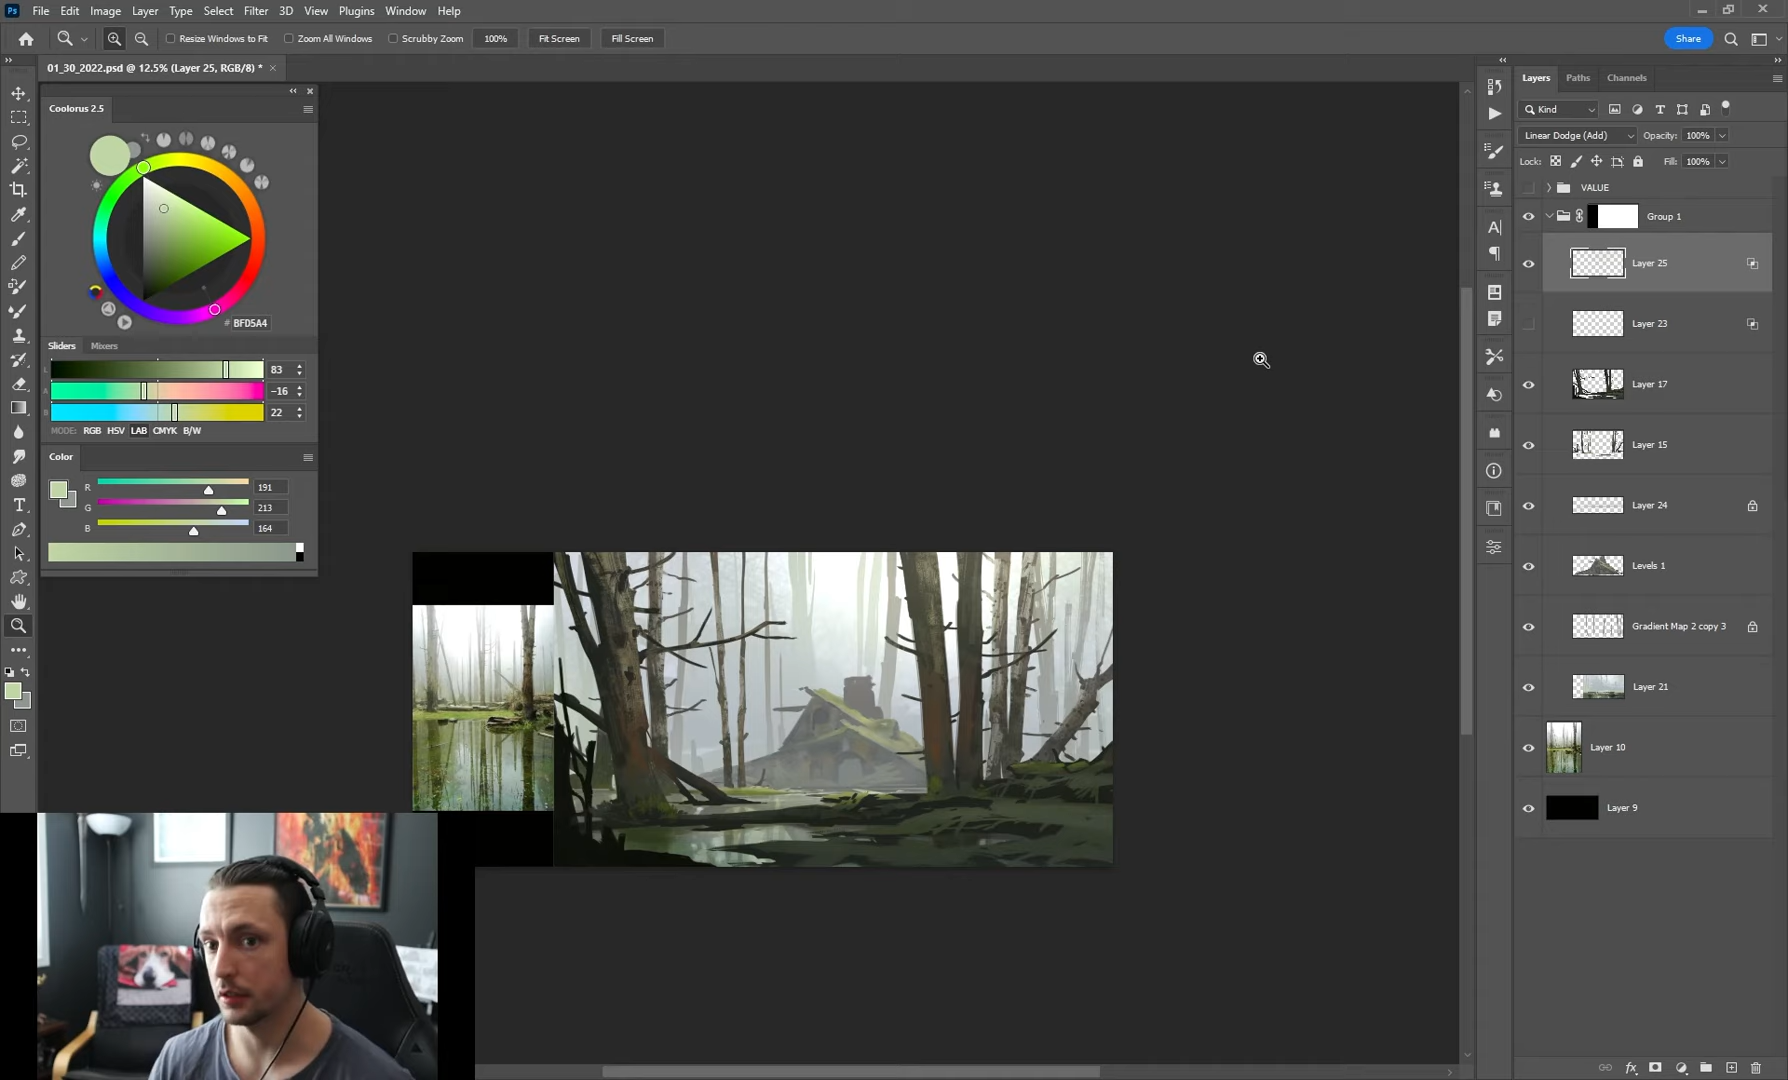 Ps File Edit Image Layer Type Select Filter 3D View Plugins Window Help
Resize Windows to Fit Zoom All Windows Scrubby Zoom 100% Fit Screen Fill Screen Share
01_30_2022.psd @ 12.5% (Layer 25, RGB/8) *
Coolorus 2.5
# BFD5A4
Sliders Mixers
L 83
A -16
B 22
MODE: RGB HSV LAB CMYK B/W
Color
R 191
G 213
B 164
Layers Paths Channels
Kind
Linear Dodge (Add) Opacity: 100%
Lock: Fill: 100%
VALUE
Group 1
Layer 25
Layer 23
Layer 17
Layer 15
Layer 24
Levels 1
Gradient Map 2 copy 3
Layer 21
Layer 10
Layer 9
fx